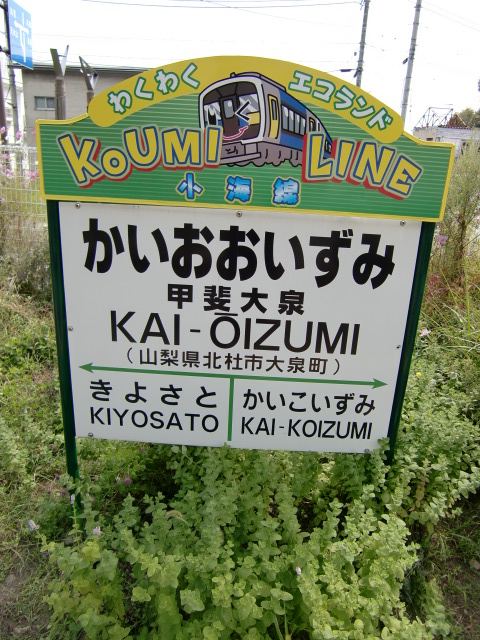 わくわく エコランド
KOUMI LINE
小海線
かいおおいずみ
甲斐大泉
KAI-ŌIZUMI
(山梨県北杜市大泉町)
きよさと かいこいずみ
KIYOSATO KAI-KOIZUMI